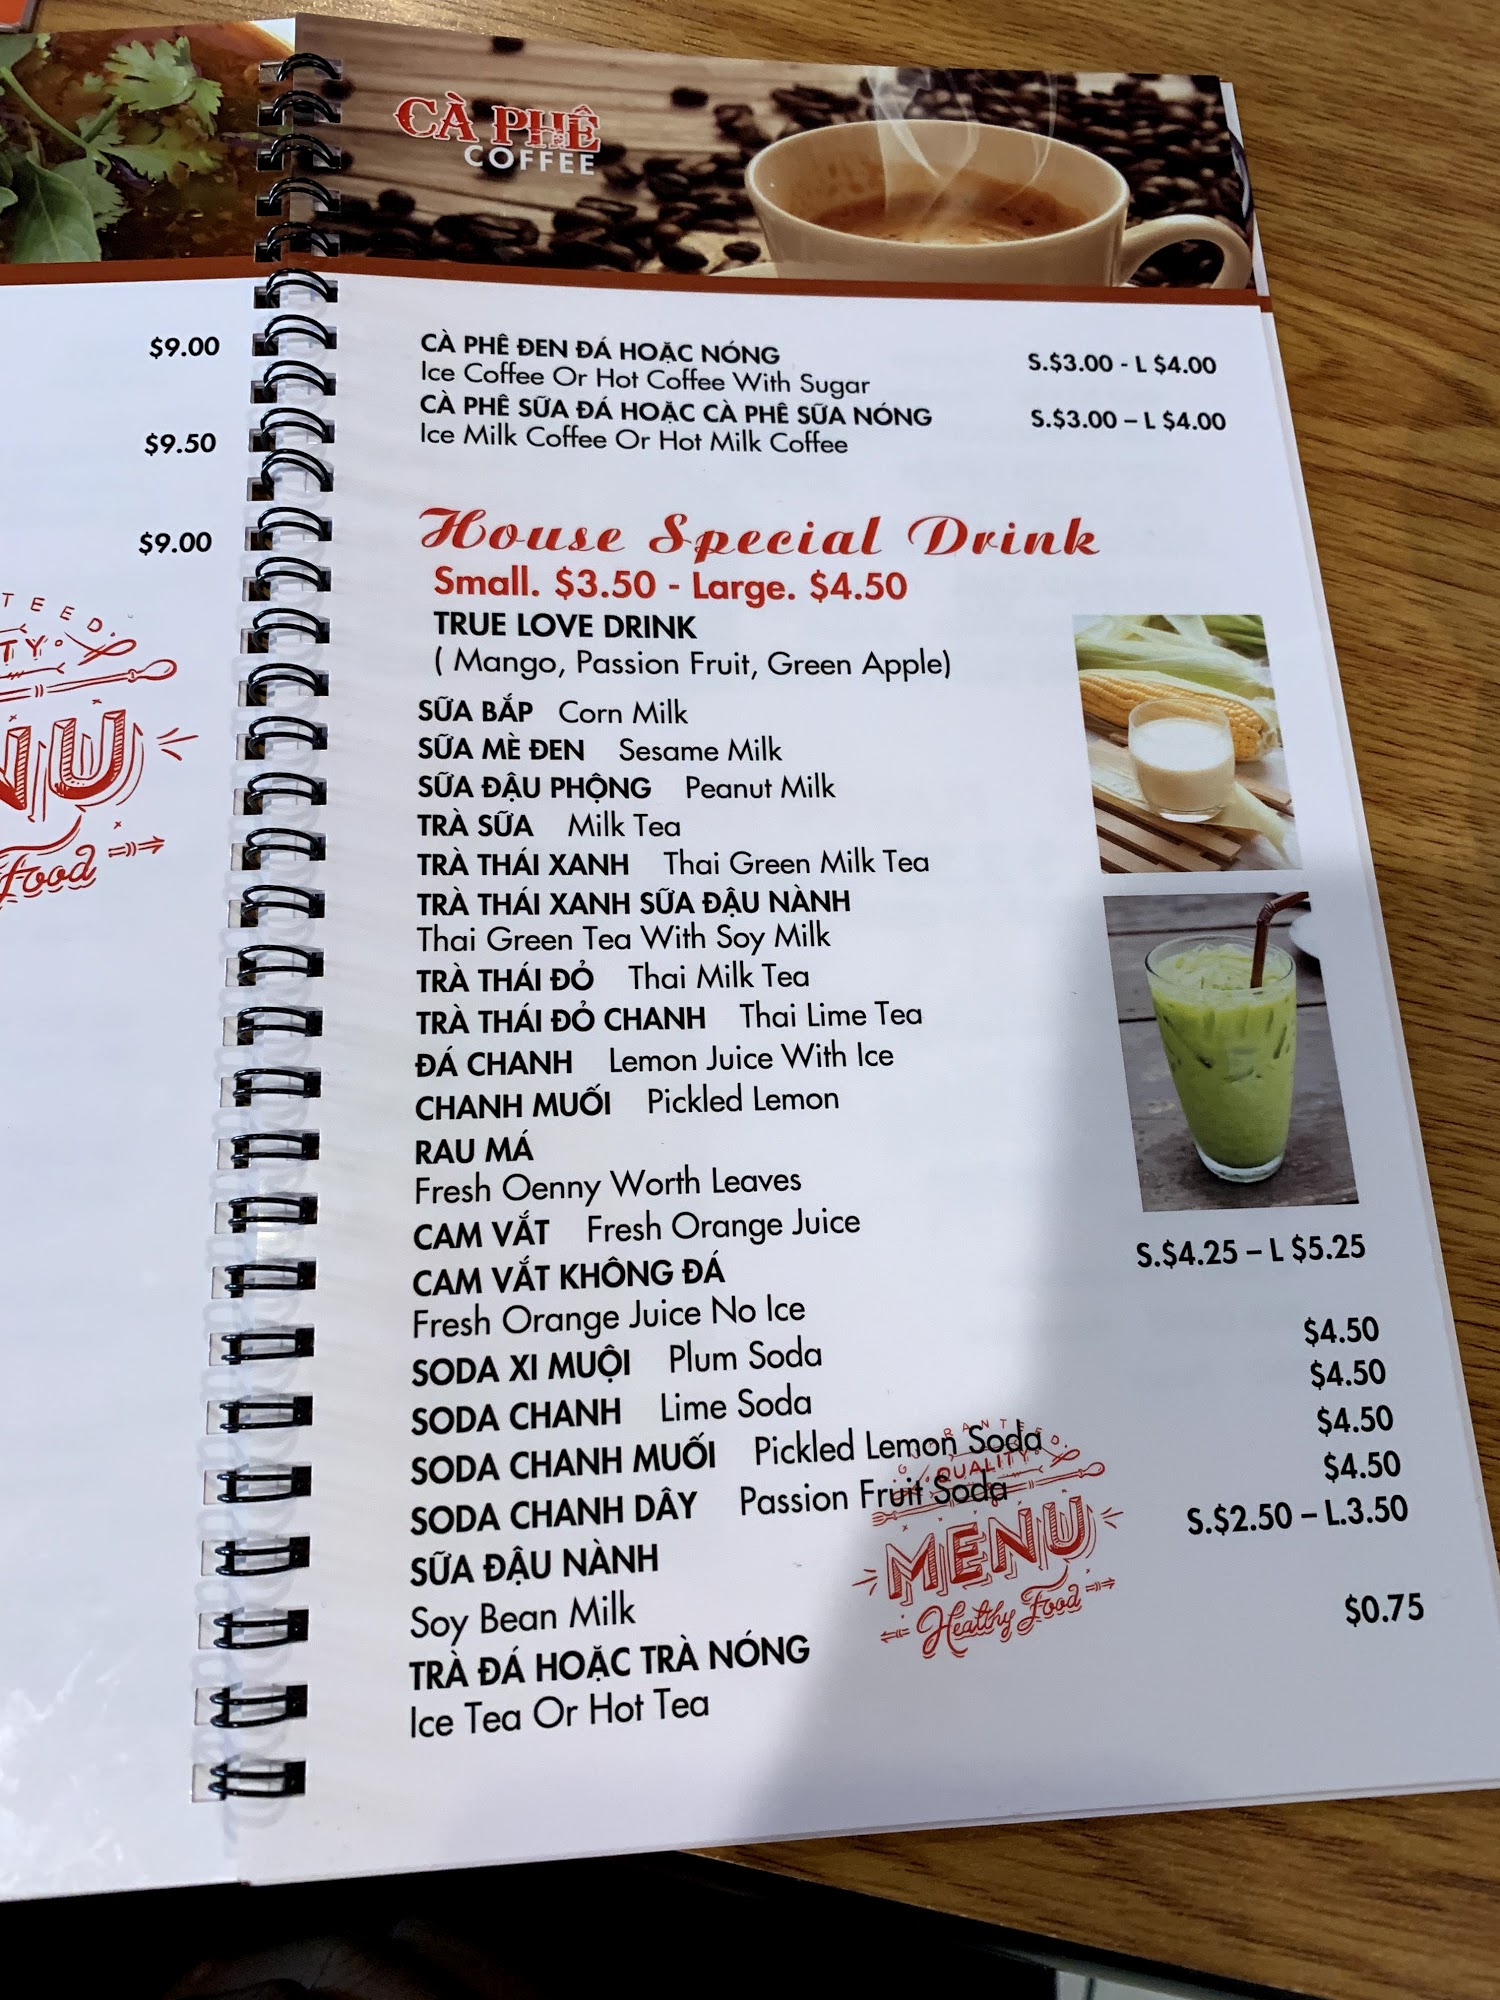 $9.00
$9.50
$9.00
TEED.
TY
NU
Food
CÀ PHÊ
COFFEE
CÀ PHÊ ĐEN ĐÁ HOẶC NÓNG S.$3.00 - L $4.00
Ice Coffee Or Hot Coffee With Sugar
CÀ PHÊ SỮA ĐÁ HOẶC CÀ PHÊ SỮA NÓNG S.$3.00 – L $4.00
Ice Milk Coffee Or Hot Milk Coffee
House Special Drink
Small. $3.50 - Large. $4.50
TRUE LOVE DRINK
( Mango, Passion Fruit, Green Apple)
SỮA BẮP Corn Milk
SỮA MÈ ĐEN Sesame Milk
SỮA ĐẬU PHỘNG Peanut Milk
TRÀ SỮA Milk Tea
TRÀ THÁI XANH Thai Green Milk Tea
TRÀ THÁI XANH SỮA ĐẬU NÀNH
Thai Green Tea With Soy Milk
TRÀ THÁI ĐỎ Thai Milk Tea
TRÀ THÁI ĐỎ CHANH Thai Lime Tea
ĐÁ CHANH Lemon Juice With Ice
CHANH MUỐI Pickled Lemon
RAU MÁ
Fresh Oenny Worth Leaves
CAM VẮT Fresh Orange Juice
CAM VẮT KHÔNG ĐÁ S.$4.25 – L $5.25
Fresh Orange Juice No Ice
SODA XI MUỘI Plum Soda $4.50
SODA CHANH Lime Soda $4.50
SODA CHANH MUỐI Pickled Lemon Soda $4.50
SODA CHANH DÂY Passion Fruit Soda $4.50
SỮA ĐẬU NÀNH S.$2.50 – L.3.50
Soy Bean Milk
TRÀ ĐÁ HOẶC TRÀ NÓNG $0.75
Ice Tea Or Hot Tea
GUARANTEED.
QUALITY
MENU
Healthy Food